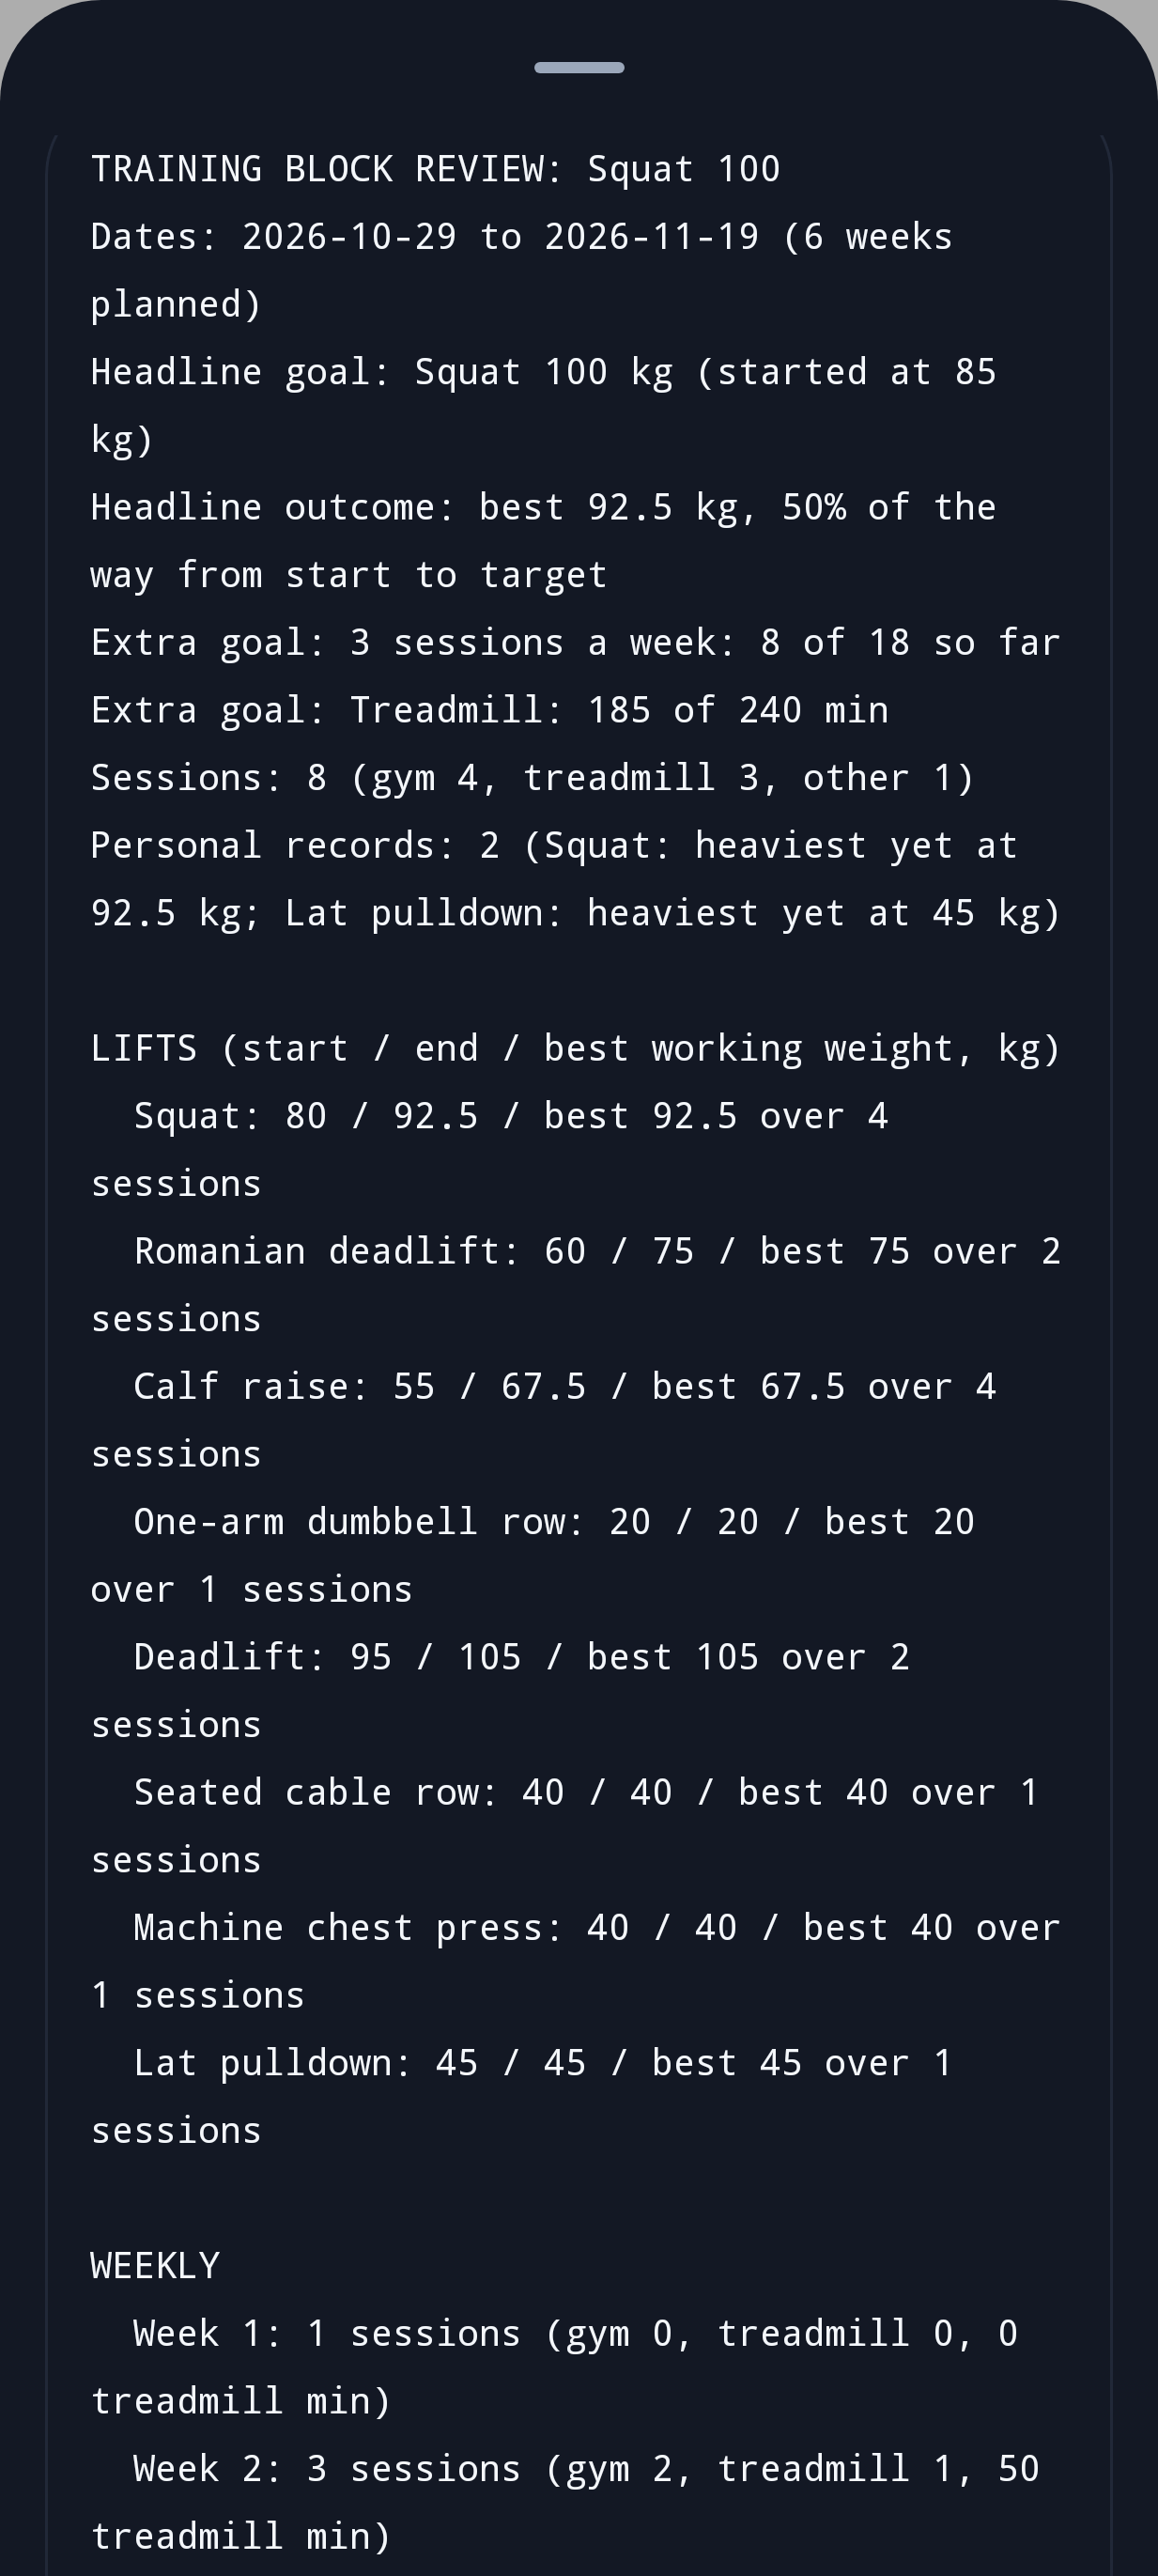 TRAINING BLOCK REVIEW: Squat 100
Dates: 2026-10-29 to 2026-11-19 (6 weeks
planned)
Headline goal: Squat 100 kg (started at 85
kg)
Headline outcome: best 92.5 kg, 50% of the
way from start to target
Extra goal: 3 sessions a week: 8 of 18 so far
Extra goal: Treadmill: 185 of 240 min
Sessions: 8 (gym 4, treadmill 3, other 1)
Personal records: 2 (Squat: heaviest yet at
92.5 kg; Lat pulldown: heaviest yet at 45 kg)

LIFTS (start / end / best working weight, kg)
  Squat: 80 / 92.5 / best 92.5 over 4
sessions
  Romanian deadlift: 60 / 75 / best 75 over 2
sessions
  Calf raise: 55 / 67.5 / best 67.5 over 4
sessions
  One-arm dumbbell row: 20 / 20 / best 20
over 1 sessions
  Deadlift: 95 / 105 / best 105 over 2
sessions
  Seated cable row: 40 / 40 / best 40 over 1
sessions
  Machine chest press: 40 / 40 / best 40 over
1 sessions
  Lat pulldown: 45 / 45 / best 45 over 1
sessions

WEEKLY
  Week 1: 1 sessions (gym 0, treadmill 0, 0
treadmill min)
  Week 2: 3 sessions (gym 2, treadmill 1, 50
treadmill min)